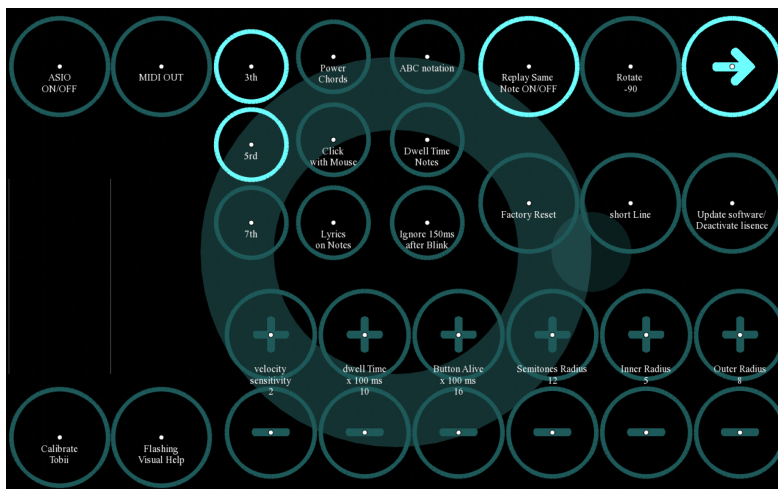 ASIO
ON/OFF
MIDI OUT
3th
Power
Chords
ABC notation
Replay Same
Note ON/OFF
Rotate
-90
5rd
Click
with Mouse
Dwell Time
Notes
7th
Lyrics
on Notes
Ignore 150ms
after Blink
Factory Reset
short Line
Update software/
Deactivate lisence
velocity
sensitivity
2
dwell Time
x 100 ms
10
Button Alive
x 100 ms
16
Semitones Radius
12
Inner Radius
5
Outer Radius
8
Calibrate
Tobii
Flashing
Visual Help